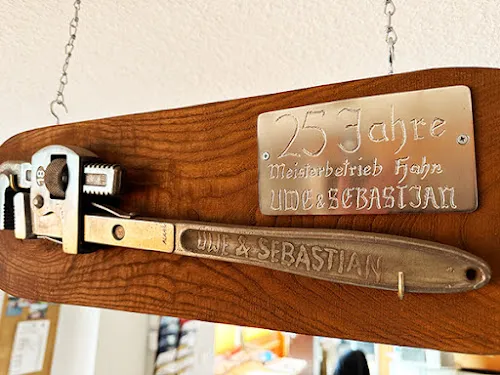 25 Jahre
Meisterbetrieb Hahn
UWE & SEBASTIAN
UWE & SEBASTIAN